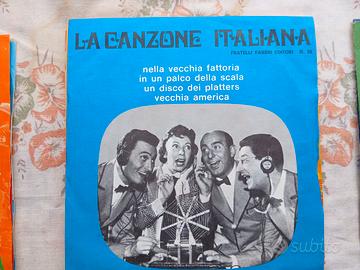 LA CANZONE ITALIANA
FRATELLI FABBRI EDITORI N. 38
nella vecchia fattoria
in un palco della scala
un disco dei platters
vecchia america
subito